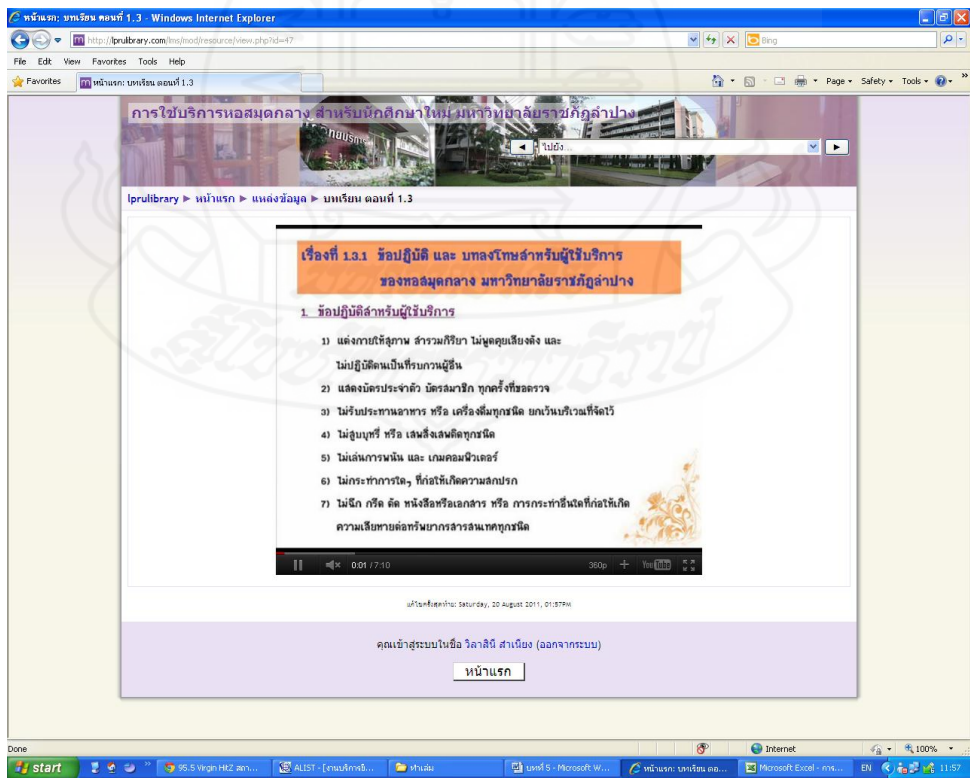 หน้าแรก: บทเรียน ตอนที่ 1.3 - Windows Internet Explorer
http://lprulibrary.com/lms/mod/resource/view.php?id=47
Bing
File Edit View Favorites Tools Help
Favorites
หน้าแรก: บทเรียน ตอนที่ 1.3
Page
Safety
Tools
การใช้บริการหอสมุดกลาง สำหรับนักศึกษาใหม่ มหาวิทยาลัยราชภัฏลำปาง
ไปยัง...
lprulibrary ► หน้าแรก ► แหล่งข้อมูล ► บทเรียน ตอนที่ 1.3
เรื่องที่ 1.3.1 ข้อปฏิบัติ และ บทลงโทษสำหรับผู้ใช้บริการ
ของหอสมุดกลาง มหาวิทยาลัยราชภัฏลำปาง
1. ข้อปฏิบัติสำหรับผู้ใช้บริการ
1) แต่งกายให้สุภาพ สำรวมกิริยา ไม่พูดคุยเสียงดัง และ
ไม่ปฏิบัติตนเป็นที่รบกวนผู้อื่น
2) แสดงบัตรประจำตัว บัตรสมาชิก ทุกครั้งที่ขอตรวจ
3) ไม่รับประทานอาหาร หรือ เครื่องดื่มทุกชนิด ยกเว้นบริเวณที่จัดไว้
4) ไม่สูบบุหรี่ หรือ เสพสิ่งเสพติดทุกชนิด
5) ไม่เล่นการพนัน และ เกมคอมพิวเตอร์
6) ไม่กระทำการใดๆ ที่ก่อให้เกิดความสกปรก
7) ไม่ฉีก กรีด ตัด หนังสือหรือเอกสาร หรือ การกระทำอื่นใดที่ก่อให้เกิด
ความเสียหายต่อทรัพยากรสารสนเทศทุกชนิด
0:01 / 7:10
360p
YouTube
แก้ไขครั้งสุดท้าย: Saturday, 20 August 2011, 01:57PM
คุณเข้าสู่ระบบในชื่อ วิลาสินี สำเนียง (ออกจากระบบ)
หน้าแรก
Done
Internet
100%
start
95.5 Virgin HitZ สถา...
ALIST - [งานบริการยื...
ทำเล่ม
บทที่ 5 - Microsoft W...
หน้าแรก: บทเรียน ตอ...
Microsoft Excel - การ...
EN
11:57